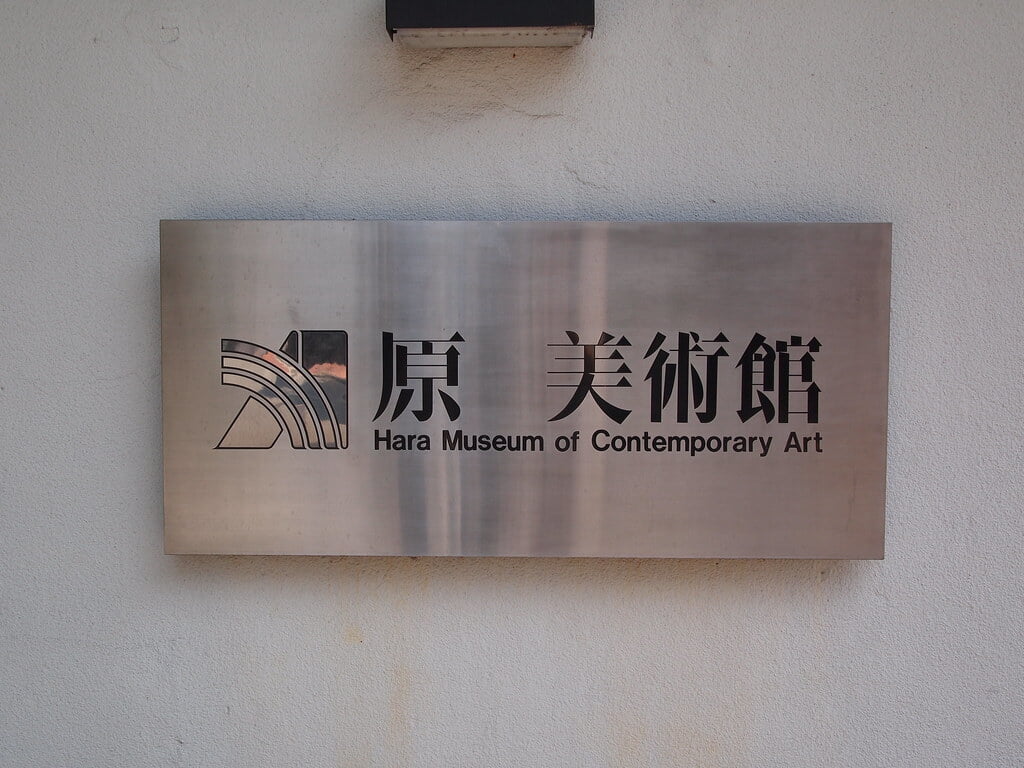 原 美術館
Hara Museum of Contemporary Art